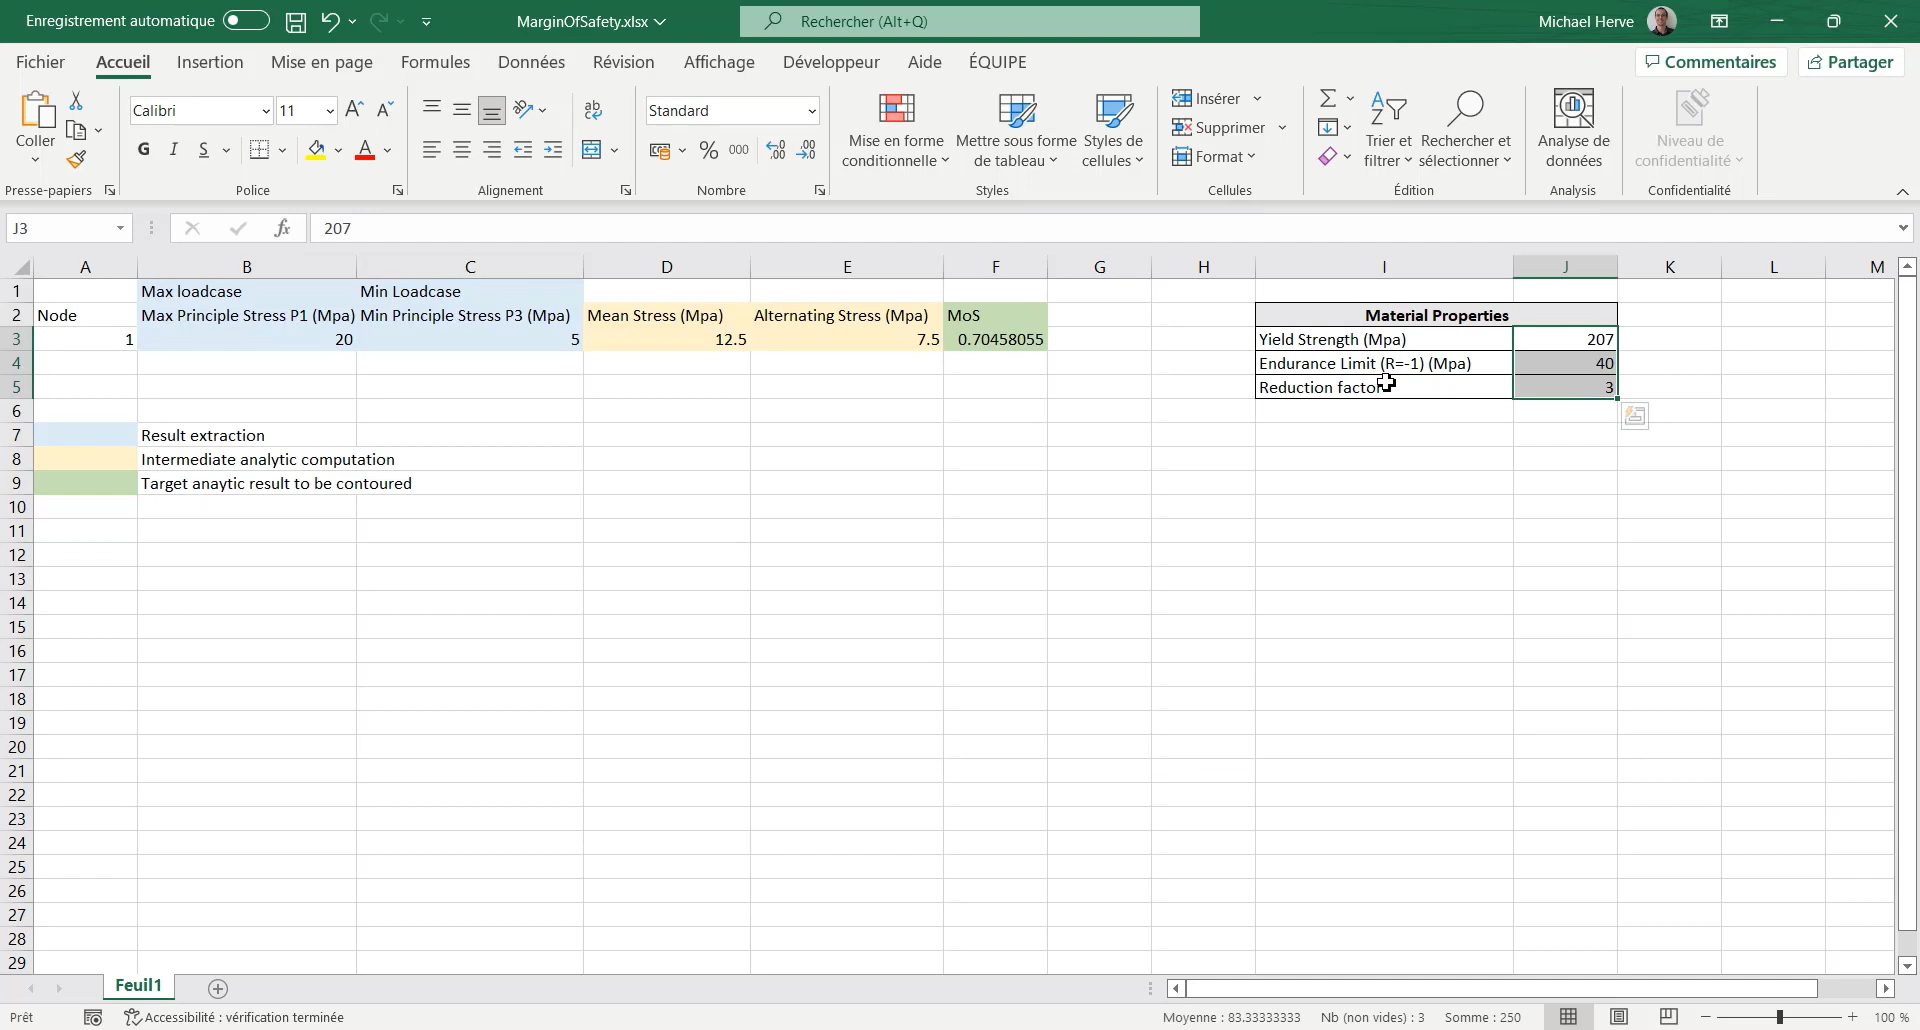 Enregistrement automatique
MarginOfSafety.xlsx
Rechercher (Alt+Q)
Michael Herve
Fichier Accueil Insertion Mise en page Formules Données Révision Affichage Développeur Aide ÉQUIPE
Commentaires Partager
Coller
Calibri 11
G I S
Standard
% 000
Mise en forme conditionnelle
Mettre sous forme de tableau
Styles de cellules
Insérer
Supprimer
Format
Trier et filtrer
Rechercher et sélectionner
Analyse de données
Niveau de confidentialité
Presse-papiers Police Alignement Nombre Styles Cellules Édition Analysis Confidentialité
J3 fx 207
A B C D E F G H I J K L M
1 Max loadcase Min Loadcase
2 Node Max Principle Stress P1 (Mpa) Min Principle Stress P3 (Mpa) Mean Stress (Mpa) Alternating Stress (Mpa) MoS Material Properties
3 1 20 5 12.5 7.5 0.70458055 Yield Strength (Mpa) 207
4 Endurance Limit (R=-1) (Mpa) 40
5 Reduction factor 3
6
7 Result extraction
8 Intermediate analytic computation
9 Target anaytic result to be contoured
10
11
12
13
14
15
16
17
18
19
20
21
22
23
24
25
26
27
28
29
Feuil1
Prêt Accessibilité : vérification terminée Moyenne : 83.33333333 Nb (non vides) : 3 Somme : 250 100 %